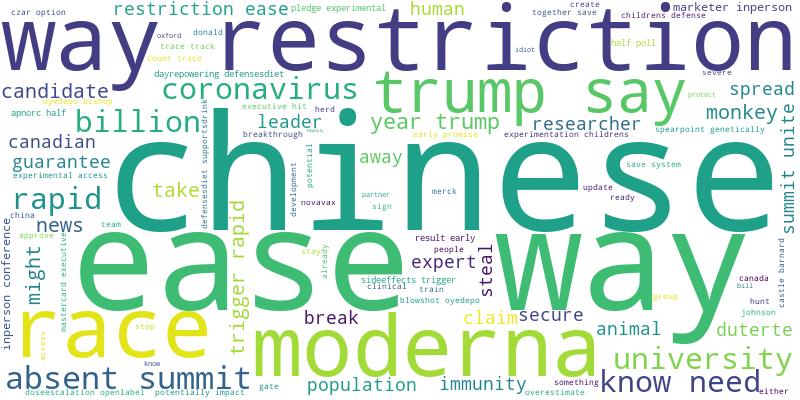 czar option
restriction ease
pledge experimental
human
create
together save
marketer inperson
childrens defense
way restriction
oxford
donald
trace track
count trace
half poll
idiot
severe
candidate
oyedepo bishop
apnorc half
dayrepowering defensesdiet
coronavirus
executive hit
herd
trump say
protect
spread
billion
leader
year trump
researcher
monkey
spearpoint genetically
canadian
breakthrough
early promise
experimentation childrens
guarantee
experimental access
defensesdiet supportsdrink
chinese
away
potential
save system
summit unite
rapid
take
development
novavax
partner
sign
merck
update
ready
china
news
team
approve
ease way
stay
already
result early
people
expert
steal
sideeffects trigger
clinical
train
blowshot oyedepo
canada
bill
group
hunt
johnson
castle barnard
inperson conference
might
mastercard executive
trigger rapid
race
stop
access
break
claim
secure
animal
duterte
moderna
university
know
absent summit
gate
population
immunity
something
overestimate
know need
either
doseescalation openlabel
potentially impact